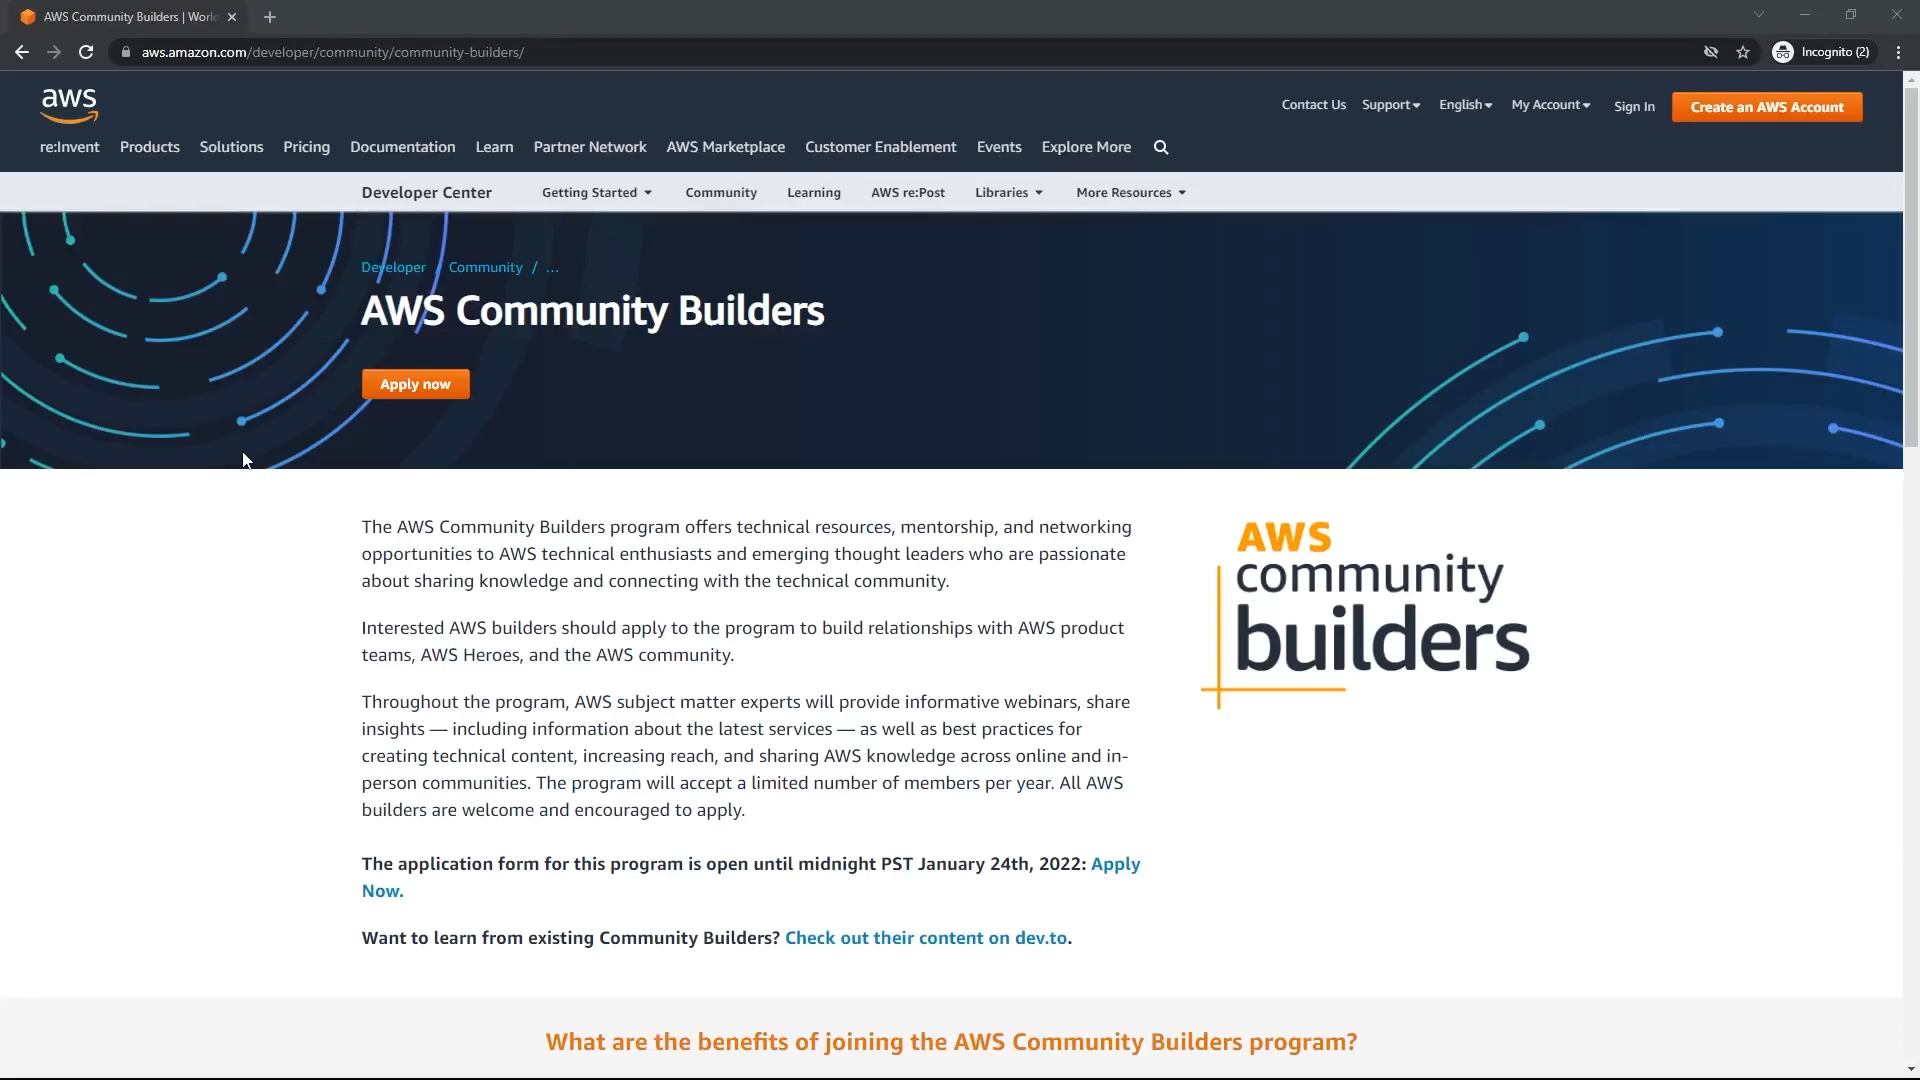 AWS Community Builders | World
aws.amazon.com/developer/community/community-builders/
Incognito (2)
aws
Contact Us Support English My Account Sign In Create an AWS Account
re:Invent Products Solutions Pricing Documentation Learn Partner Network AWS Marketplace Customer Enablement Events Explore More
Developer Center Getting Started Community Learning AWS re:Post Libraries More Resources
Developer / Community / ...
AWS Community Builders
Apply now
The AWS Community Builders program offers technical resources, mentorship, and networking
opportunities to AWS technical enthusiasts and emerging thought leaders who are passionate
about sharing knowledge and connecting with the technical community.
Interested AWS builders should apply to the program to build relationships with AWS product
teams, AWS Heroes, and the AWS community.
Throughout the program, AWS subject matter experts will provide informative webinars, share
insights — including information about the latest services — as well as best practices for
creating technical content, increasing reach, and sharing AWS knowledge across online and in-
person communities. The program will accept a limited number of members per year. All AWS
builders are welcome and encouraged to apply.
The application form for this program is open until midnight PST January 24th, 2022: Apply
Now.
Want to learn from existing Community Builders? Check out their content on dev.to.
AWS
community
builders
What are the benefits of joining the AWS Community Builders program?